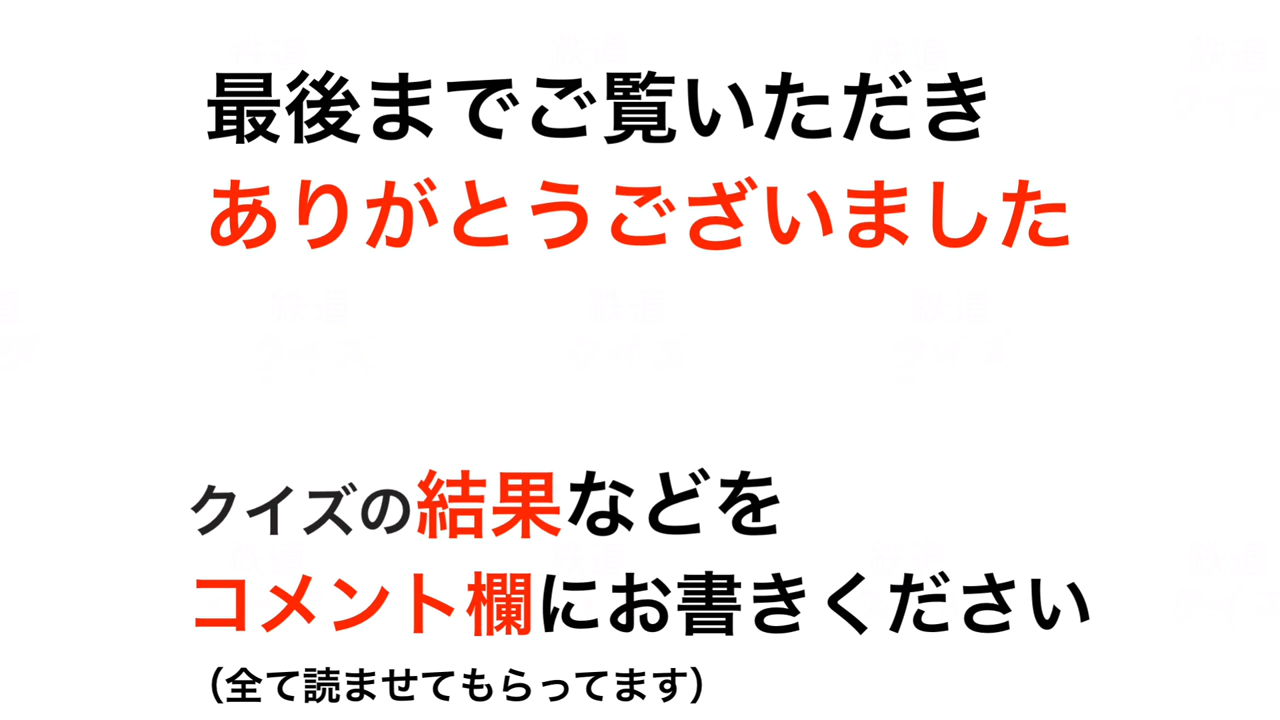 最後までご覧いただき
ありがとうございました
クイズの結果などを
コメント欄にお書きください
（全て読ませてもらってます）